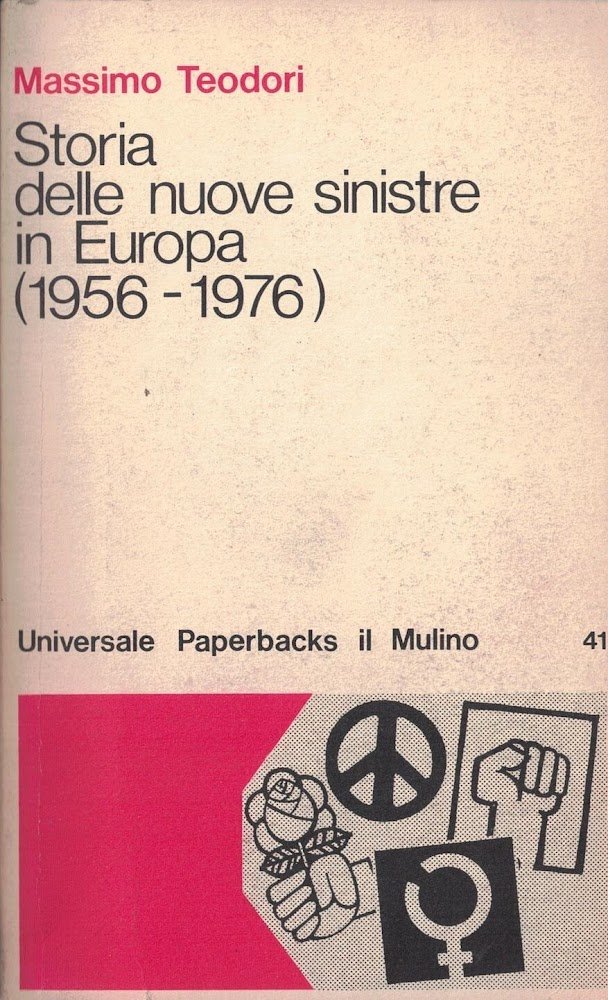 Massimo Teodori
Storia
delle nuove sinistre
in Europa
(1956-1976)
Universale Paperbacks il Mulino 41